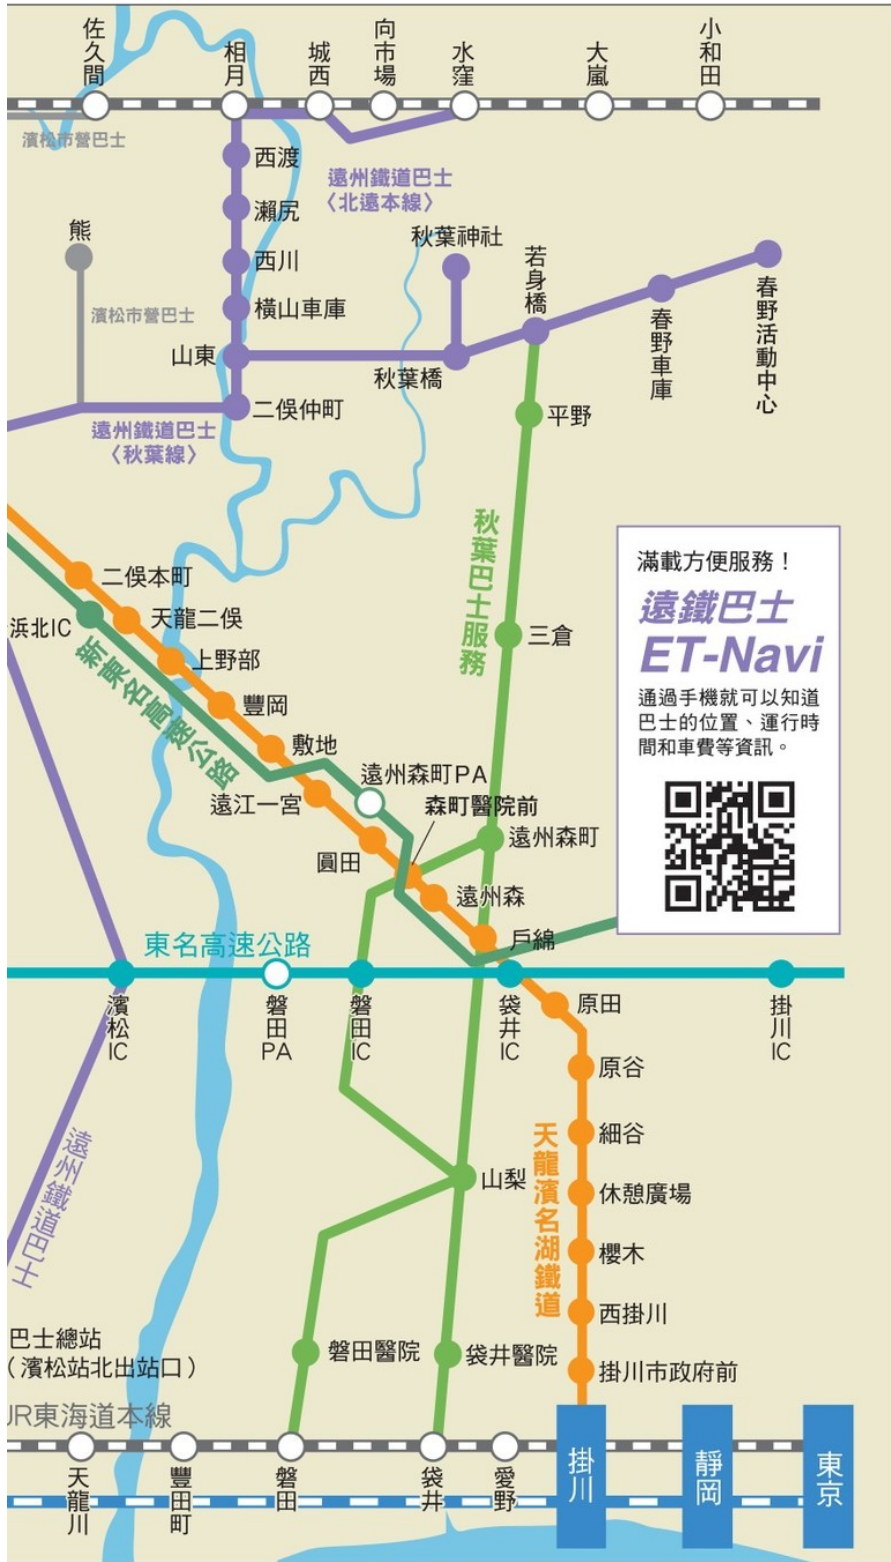 佐久間
相月
城西
向市場
水窪
大嵐
小和田
濱松市營巴士
西渡
遠州鐵道巴士
〈北遠本線〉
瀨尻
熊
秋葉神社
若身橋
西川
春野車庫
春野活動中心
濱松市營巴士
橫山車庫
山東
秋葉橋
二俣仲町
平野
遠州鐵道巴士
〈秋葉線〉
秋葉巴士服務
滿載方便服務！
遠鐵巴士
ET-Navi
通過手機就可以知道
巴士的位置、運行時
間和車費等資訊。
二俣本町
天龍二俣
浜北IC
三倉
新東名高速公路
上野部
豐岡
敷地
遠州森町PA
遠江一宮
森町醫院前
遠州森町
圓田
遠州森
戶綿
東名高速公路
濱松IC
磐田PA
磐田IC
袋井IC
掛川IC
原田
原谷
細谷
天龍濱名湖鐵道
遠州鐵道巴士
山梨
休憩廣場
櫻木
西掛川
巴士總站
（濱松站北出站口）
磐田醫院
袋井醫院
掛川市政府前
JR東海道本線
天龍川
豐田町
磐田
袋井
愛野
掛川
靜岡
東京